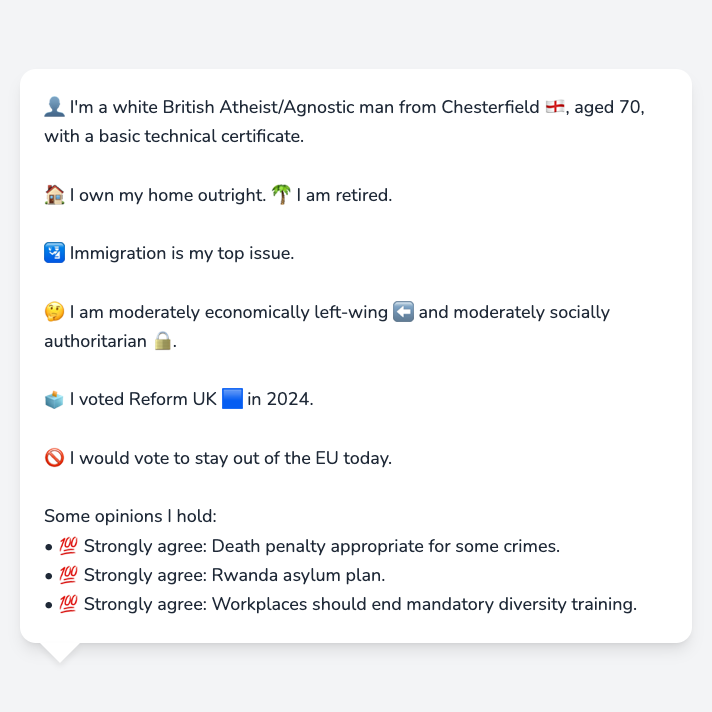 👤 I'm a white British Atheist/Agnostic man from Chesterfield 🏴󠁧󠁢󠁥󠁮󠁧󠁿, aged 70,
with a basic technical certificate.
🏠 I own my home outright. 🌴 I am retired.
🛂 Immigration is my top issue.
🤔 I am moderately economically left-wing ⬅️ and moderately socially
authoritarian 🔒.
🗳️ I voted Reform UK 🟦 in 2024.
🚫 I would vote to stay out of the EU today.
Some opinions I hold:
• 💯 Strongly agree: Death penalty appropriate for some crimes.
• 💯 Strongly agree: Rwanda asylum plan.
• 💯 Strongly agree: Workplaces should end mandatory diversity training.